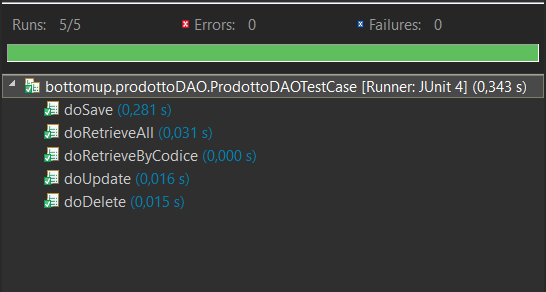 Runs: 5/5 Errors: 0 Failures: 0
bottomup.prodottoDAO.ProdottoDAOTestCase [Runner: JUnit 4] (0,343 s)
doSave (0,281 s)
doRetrieveAll (0,031 s)
doRetrieveByCodice (0,000 s)
doUpdate (0,016 s)
doDelete (0,015 s)